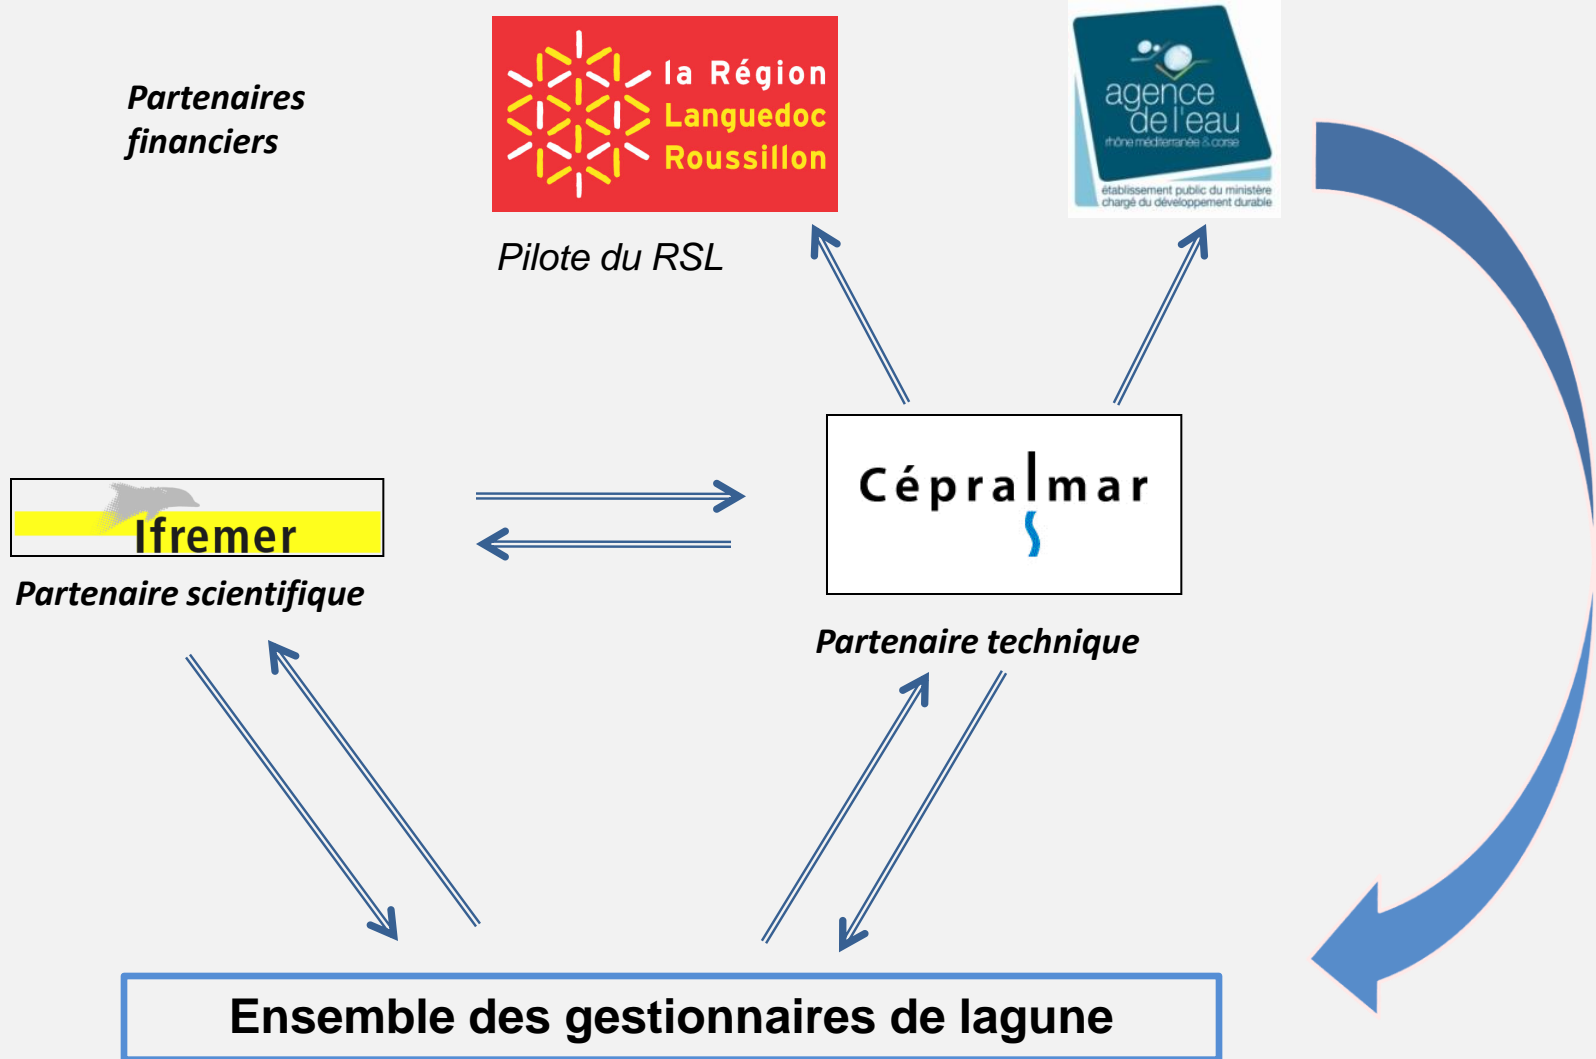 Partenaires
financiers
la Région
Languedoc
Roussillon
agence
de l'eau
rhône méditerranée & corse
établissement public du ministère
chargé du développement durable
Pilote du RSL
Ifremer
Partenaire scientifique
Cépralmar
Partenaire technique
Ensemble des gestionnaires de lagune